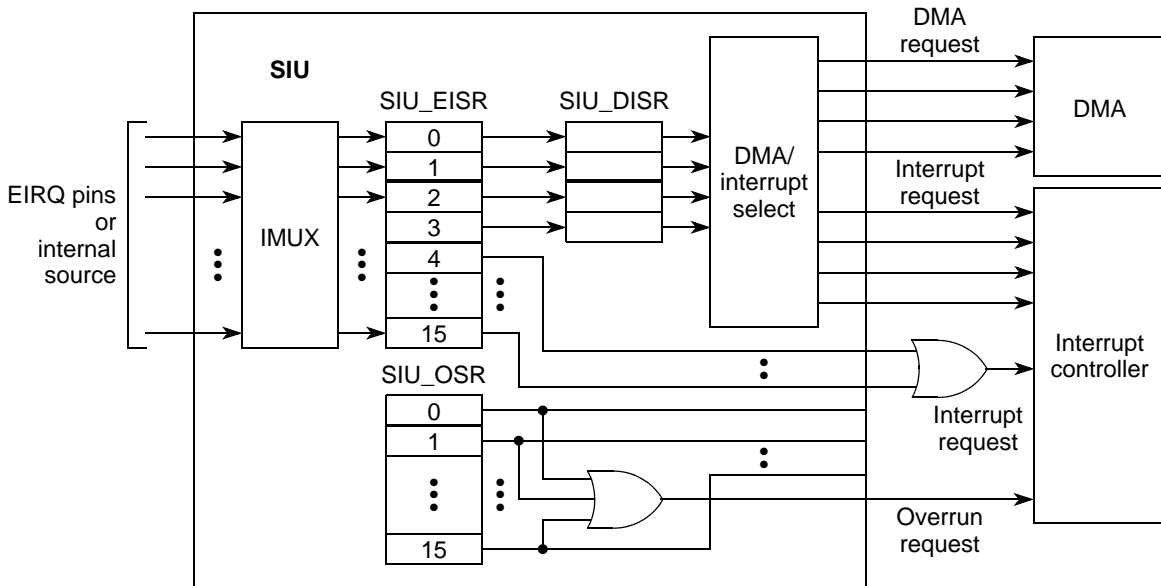 SIU
EIRQ pins
or
internal
source
IMUX
SIU_EISR
0
1
2
3
4
15
SIU_DISR
DMA/
interrupt
select
DMA
request
DMA
Interrupt
request
Interrupt
controller
Interrupt
request
SIU_OSR
0
1
15
Overrun
request